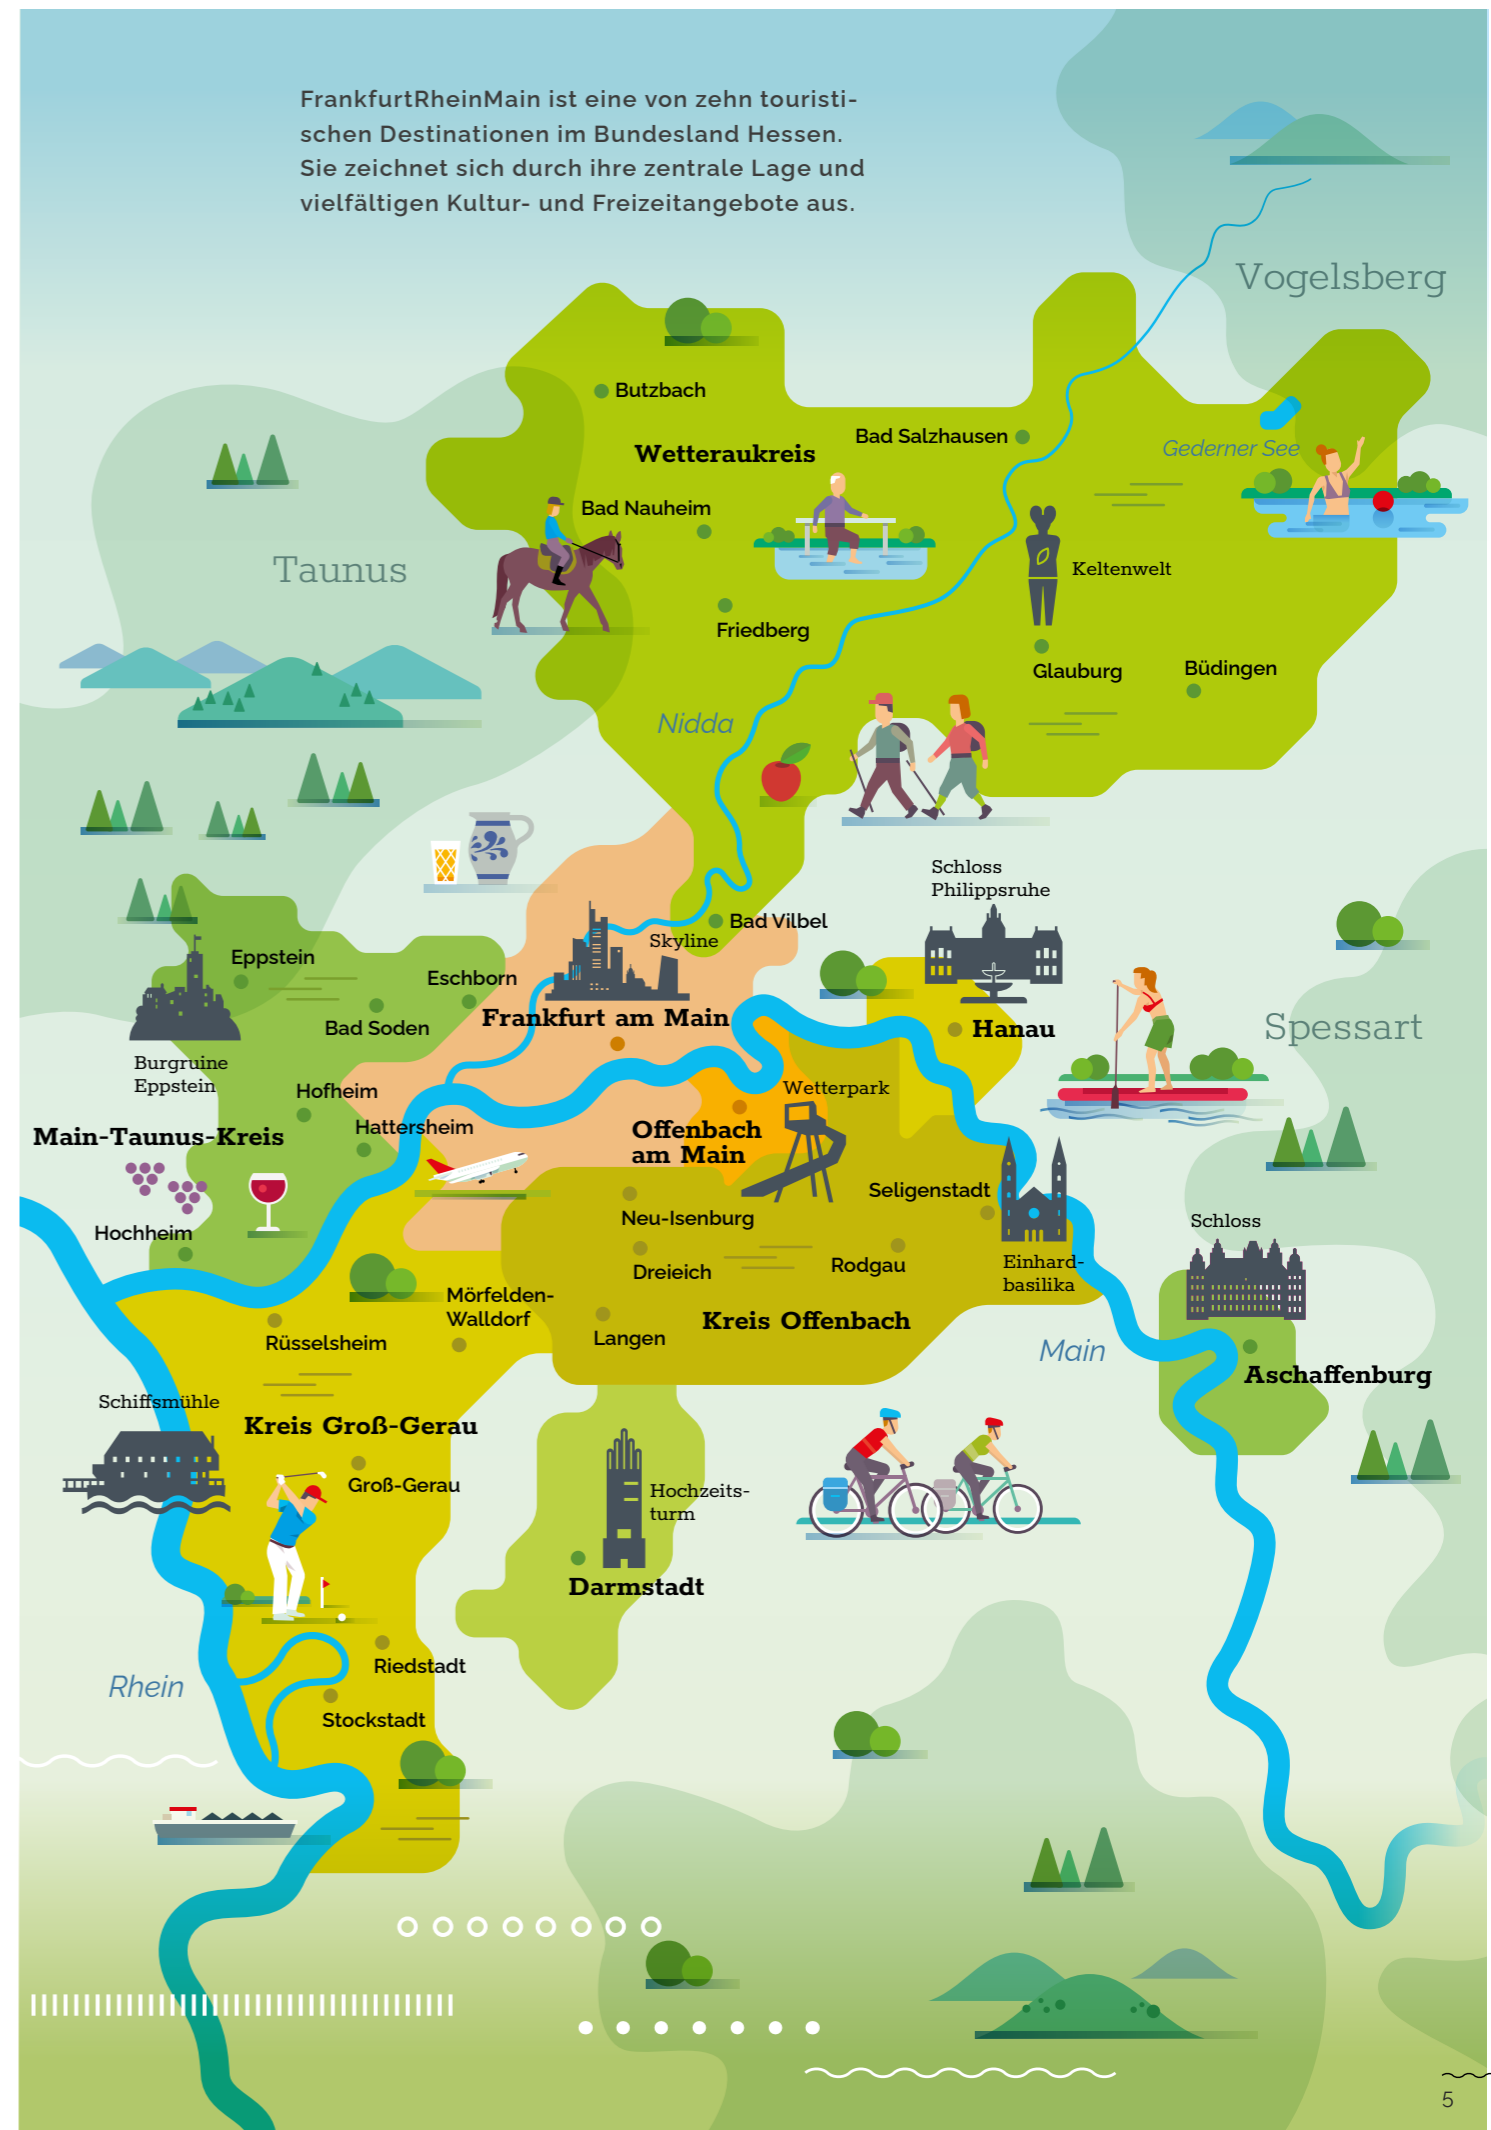 FrankfurtRheinMain ist eine von zehn touristi-
schen Destinationen im Bundesland Hessen.
Sie zeichnet sich durch ihre zentrale Lage und
vielfältigen Kultur- und Freizeitangebote aus.
Vogelsberg
Butzbach
Bad Salzhausen
Wetteraukreis
Gederner See
Bad Nauheim
Taunus
Keltenwelt
Friedberg
Glauburg
Büdingen
Nidda
Schloss
Philippsruhe
Bad Vilbel
Skyline
Eppstein
Eschborn
Frankfurt am Main
Bad Soden
Hanau
Spessart
Burgruine
Eppstein
Hofheim
Wetterpark
Hattersheim
Main-Taunus-Kreis
Offenbach
am Main
Seligenstadt
Neu-Isenburg
Schloss
Hochheim
Einhard-
basilika
Rodgau
Dreieich
Mörfelden-
Walldorf
Kreis Offenbach
Langen
Rüsselsheim
Main
Aschaffenburg
Schiffsmühle
Kreis Groß-Gerau
Groß-Gerau
Hochzeits-
turm
Darmstadt
Riedstadt
Rhein
Stockstadt
5